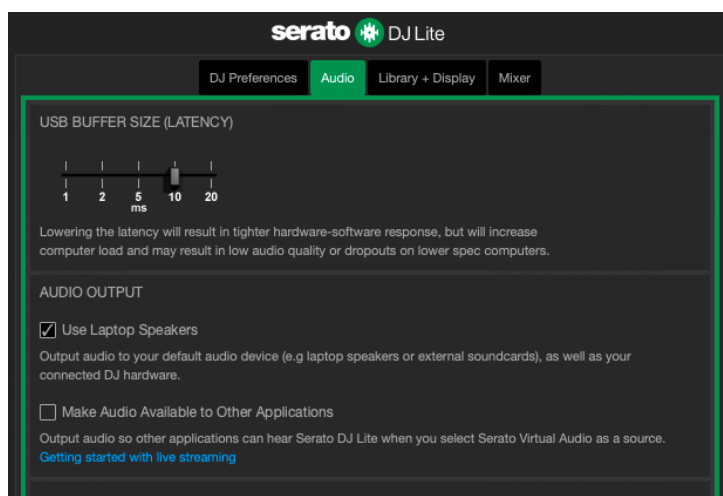 serato DJ Lite
DJ Preferences Audio Library + Display Mixer
USB BUFFER SIZE (LATENCY)
1 2 5 10 20
ms
Lowering the latency will result in tighter hardware-software response, but will increase
computer load and may result in low audio quality or dropouts on lower spec computers.
AUDIO OUTPUT
Use Laptop Speakers
Output audio to your default audio device (e.g laptop speakers or external soundcards), as well as your
connected DJ hardware.
Make Audio Available to Other Applications
Output audio so other applications can hear Serato DJ Lite when you select Serato Virtual Audio as a source.
Getting started with live streaming